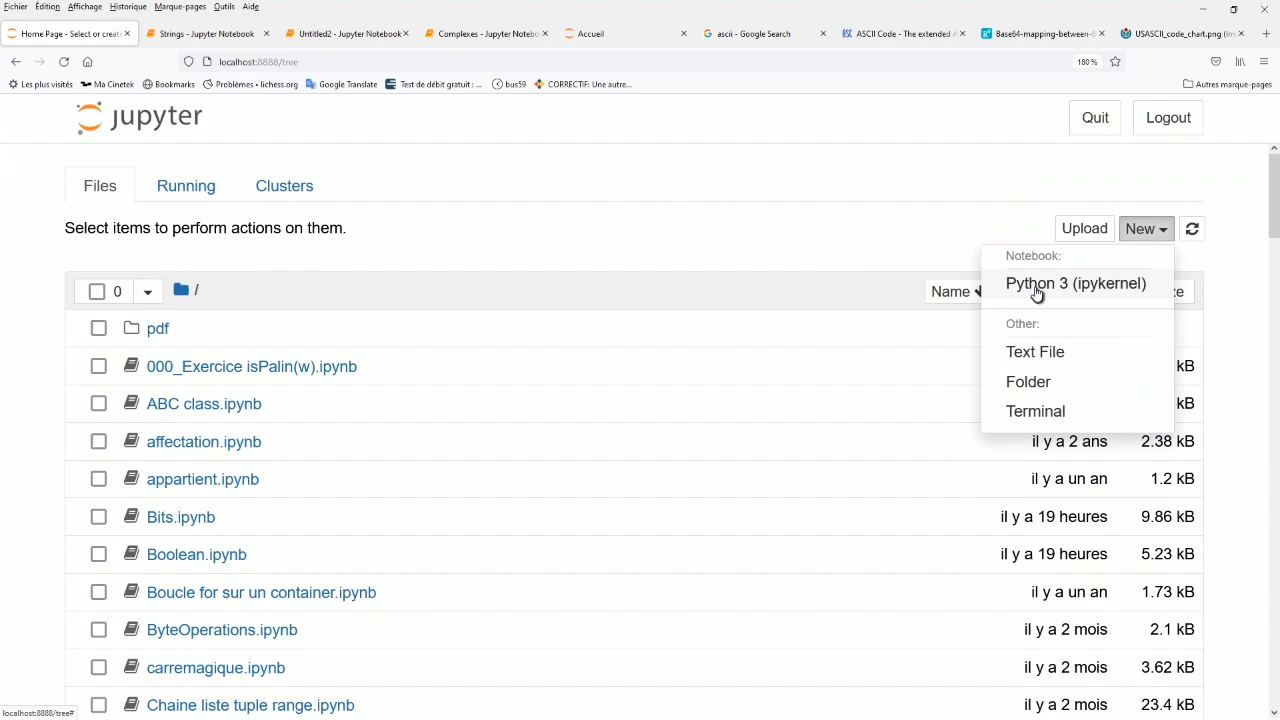 Fichier Édition Affichage Historique Marque-pages Outils Aide
Home Page - Select or create Strings - Jupyter Notebook Untitled2 - Jupyter Notebook Complexes - Jupyter Notebo Accueil ascii - Google Search ASCII Code - The extended A Base64-mapping-between- USASCII_code_chart.png (Im
localhost:8888/tree 180 %
Les plus visités Ma Cinetek Bookmarks Problèmes • lichess.org Google Translate Test de débit gratuit : ... bus59 CORRECTIF: Une autre... Autres marque-pages
jupyter Quit Logout
Files Running Clusters
Select items to perform actions on them. Upload New
Notebook:
Python 3 (ipykernel)
Other:
Text File
Folder
Terminal
0 / Name
pdf
000_Exercice isPalin(w).ipynb kB
ABC class.ipynb kB
affectation.ipynb il y a 2 ans 2.38 kB
appartient.ipynb il y a un an 1.2 kB
Bits.ipynb il y a 19 heures 9.86 kB
Boolean.ipynb il y a 19 heures 5.23 kB
Boucle for sur un container.ipynb il y a un an 1.73 kB
ByteOperations.ipynb il y a 2 mois 2.1 kB
carremagique.ipynb il y a 2 mois 3.62 kB
Chaine liste tuple range.ipynb il y a 2 mois 23.4 kB
localhost:8888/tree#